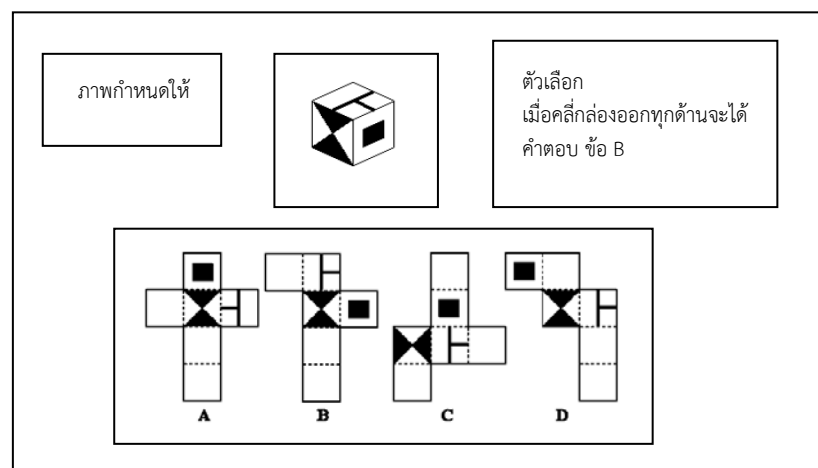 ภาพกำหนดให้
ตัวเลือก
เมื่อคลี่กล่องออกทุกด้านจะได้
คำตอบ ข้อ B
A B C D